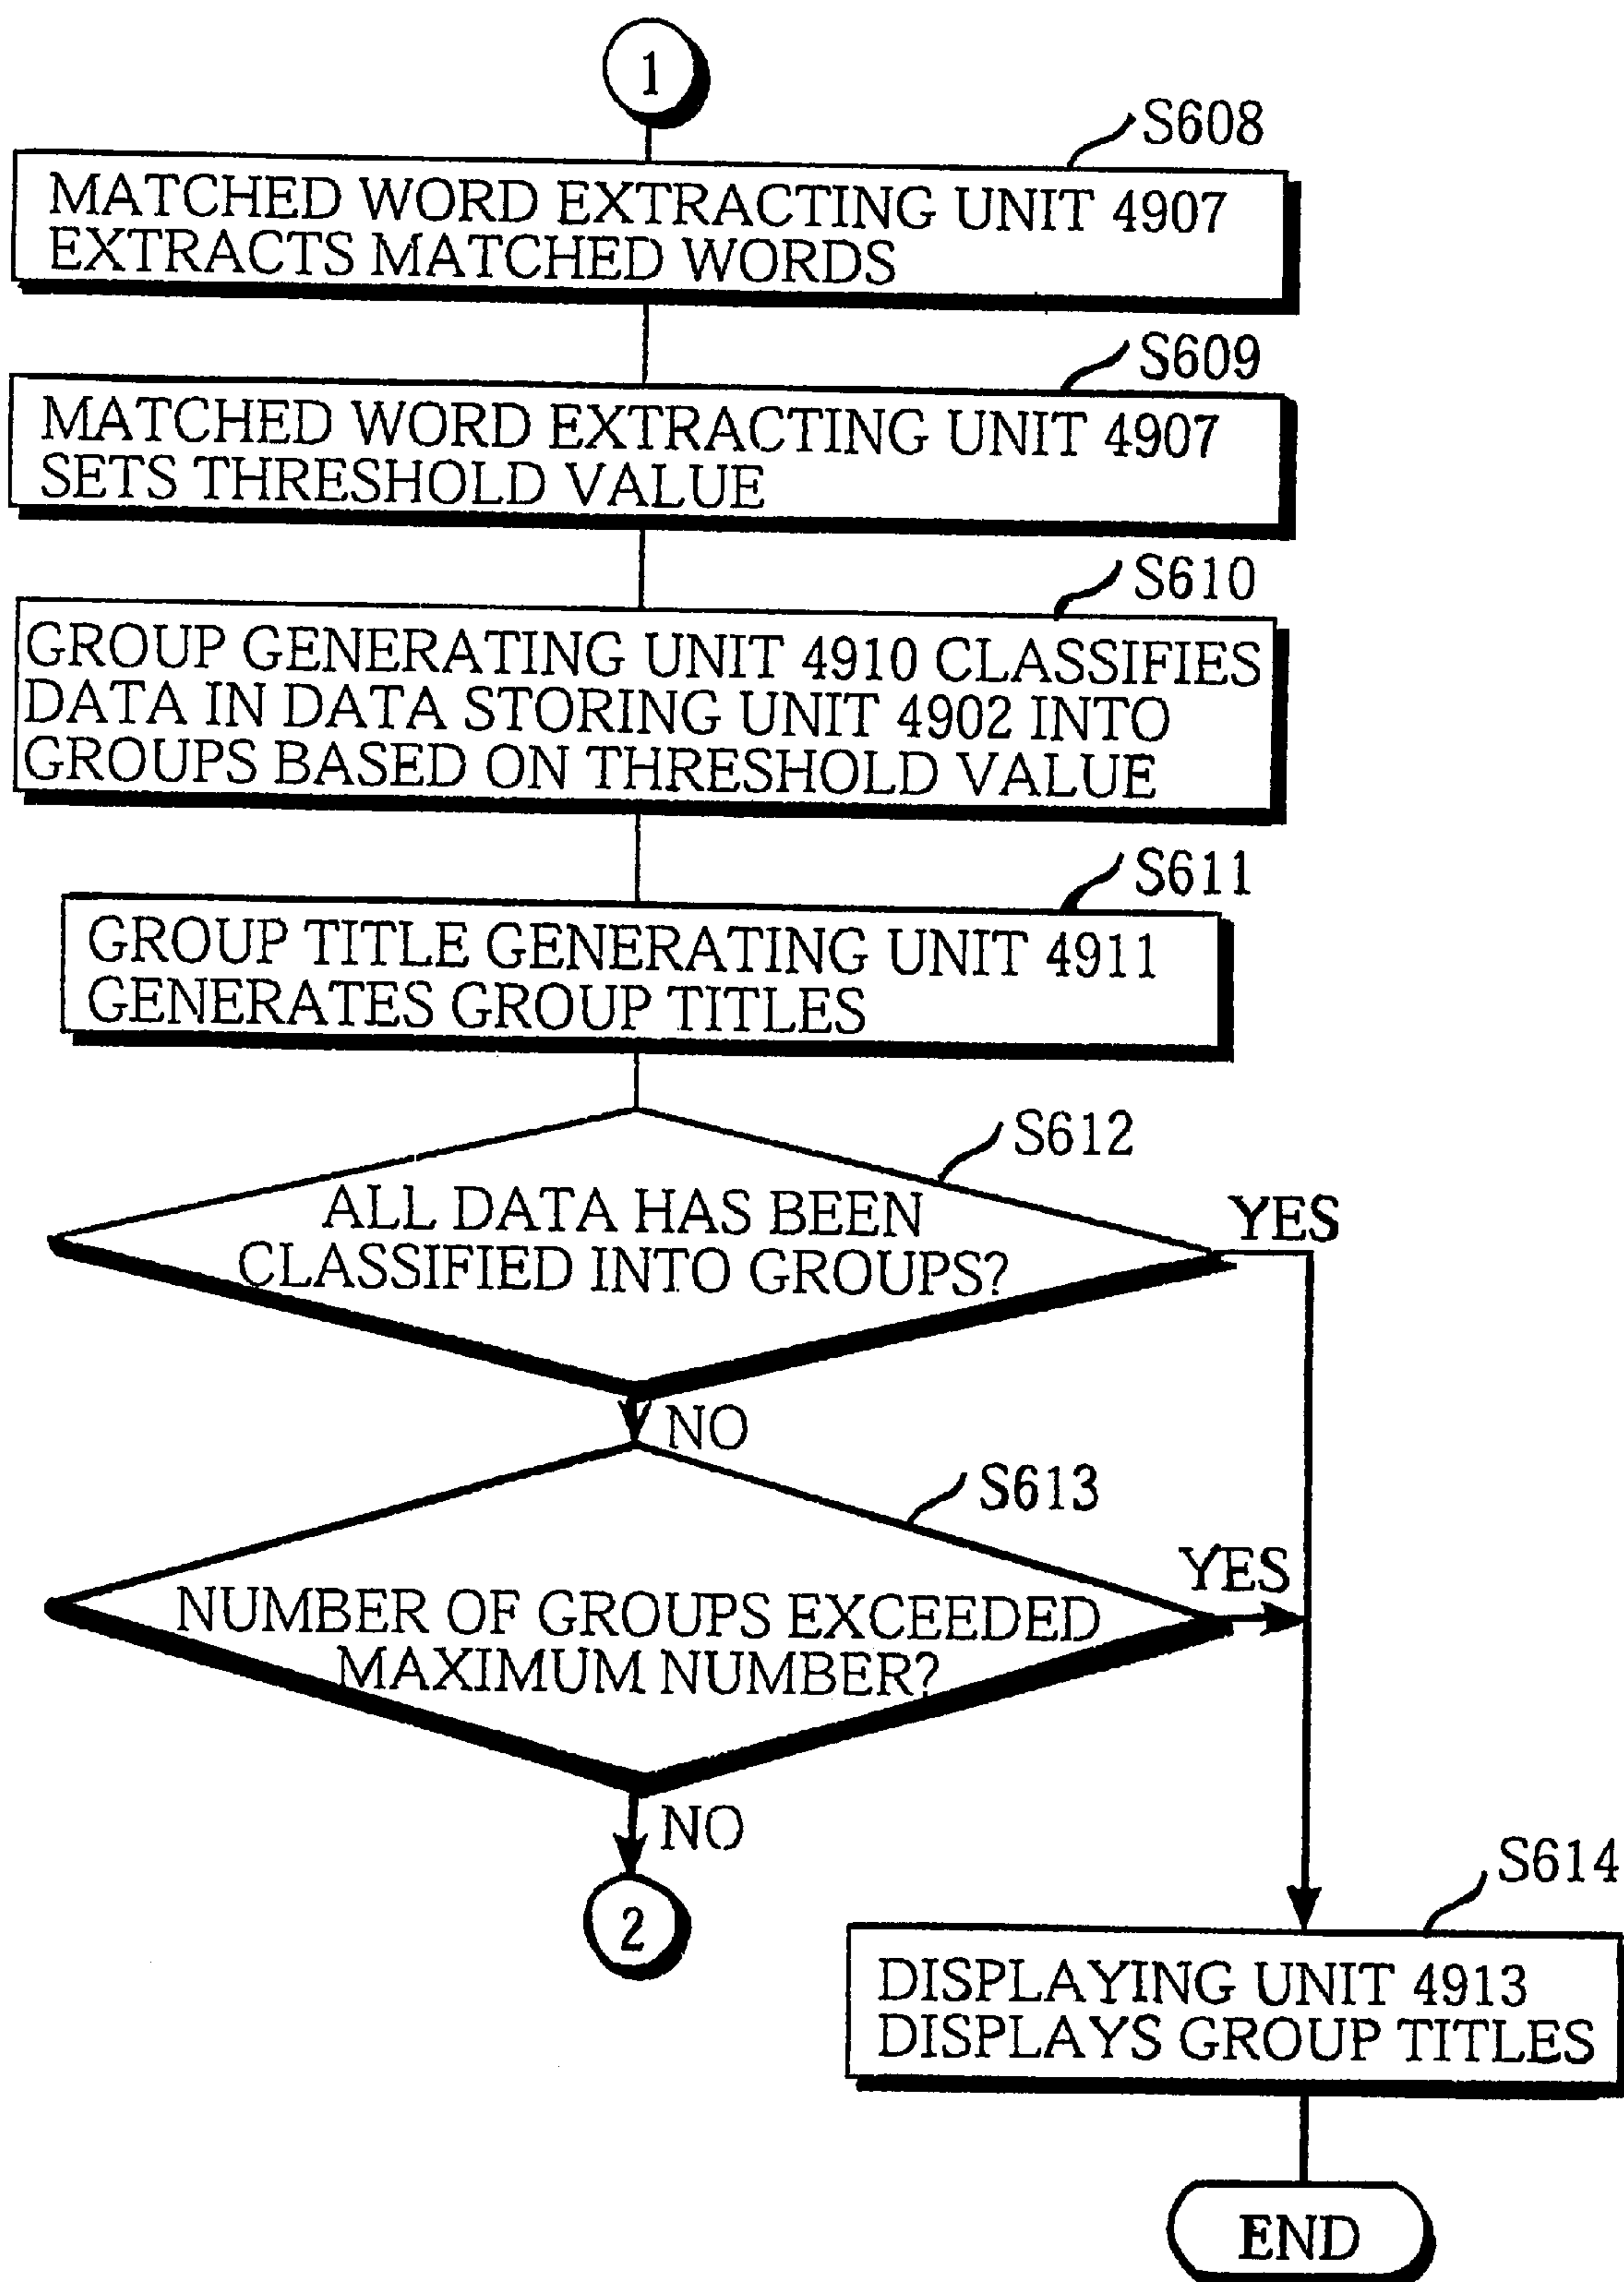 1
S608
MATCHED WORD EXTRACTING UNIT 4907
EXTRACTS MATCHED WORDS
S609
MATCHED WORD EXTRACTING UNIT 4907
SETS THRESHOLD VALUE
S610
GROUP GENERATING UNIT 4910 CLASSIFIES
DATA IN DATA STORING UNIT 4902 INTO
GROUPS BASED ON THRESHOLD VALUE
S611
GROUP TITLE GENERATING UNIT 4911
GENERATES GROUP TITLES
S612
ALL DATA HAS BEEN
CLASSIFIED INTO GROUPS?
YES
NO
S613
NUMBER OF GROUPS EXCEEDED
MAXIMUM NUMBER?
YES
NO
2
S614
DISPLAYING UNIT 4913
DISPLAYS GROUP TITLES
END